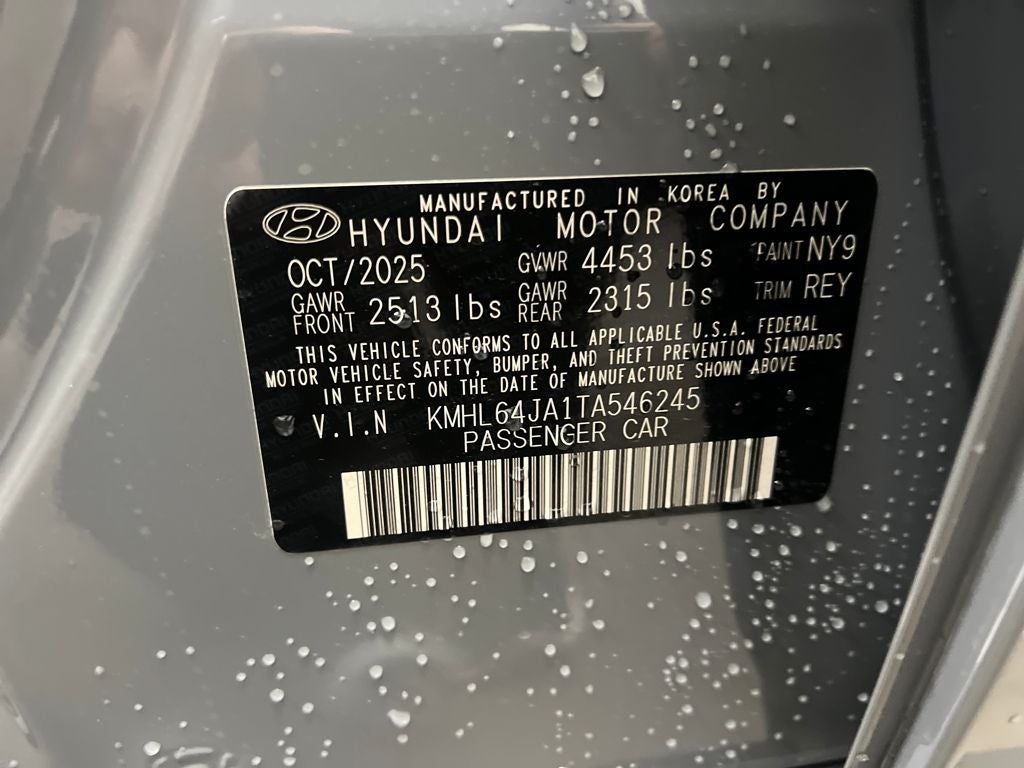 MANUFACTURED IN KOREA BY
HYUNDAI MOTOR COMPANY
OCT/2025 GVWR 4453 lbs PAINT NY9
GAWR FRONT 2513 lbs GAWR REAR 2315 lbs TRIM REY
THIS VEHICLE CONFORMS TO ALL APPLICABLE U.S.A. FEDERAL
MOTOR VEHICLE SAFETY, BUMPER, AND THEFT PREVENTION STANDARDS
IN EFFECT ON THE DATE OF MANUFACTURE SHOWN ABOVE
V.I.N KMHL64JA1TA546245
PASSENGER CAR